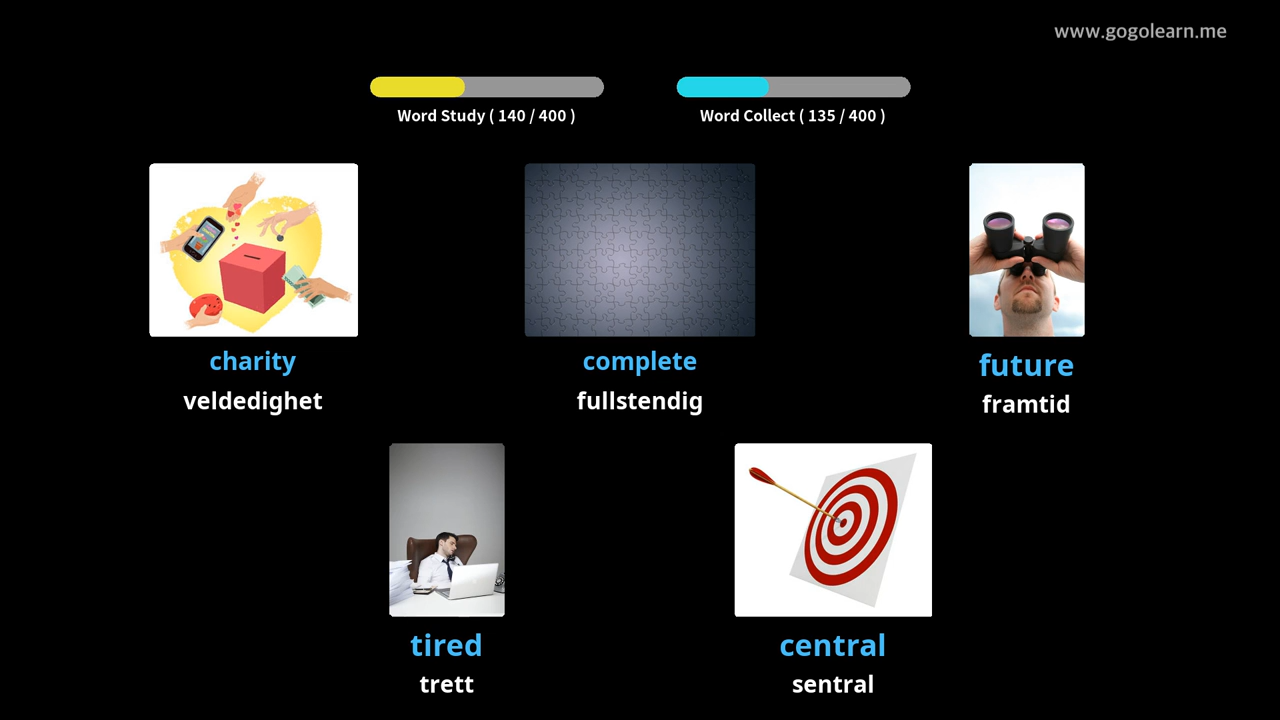 www.gogolearn.me
Word Study ( 140 / 400 )
Word Collect ( 135 / 400 )
charity
veldedighet
complete
fullstendig
future
framtid
tired
trett
central
sentral